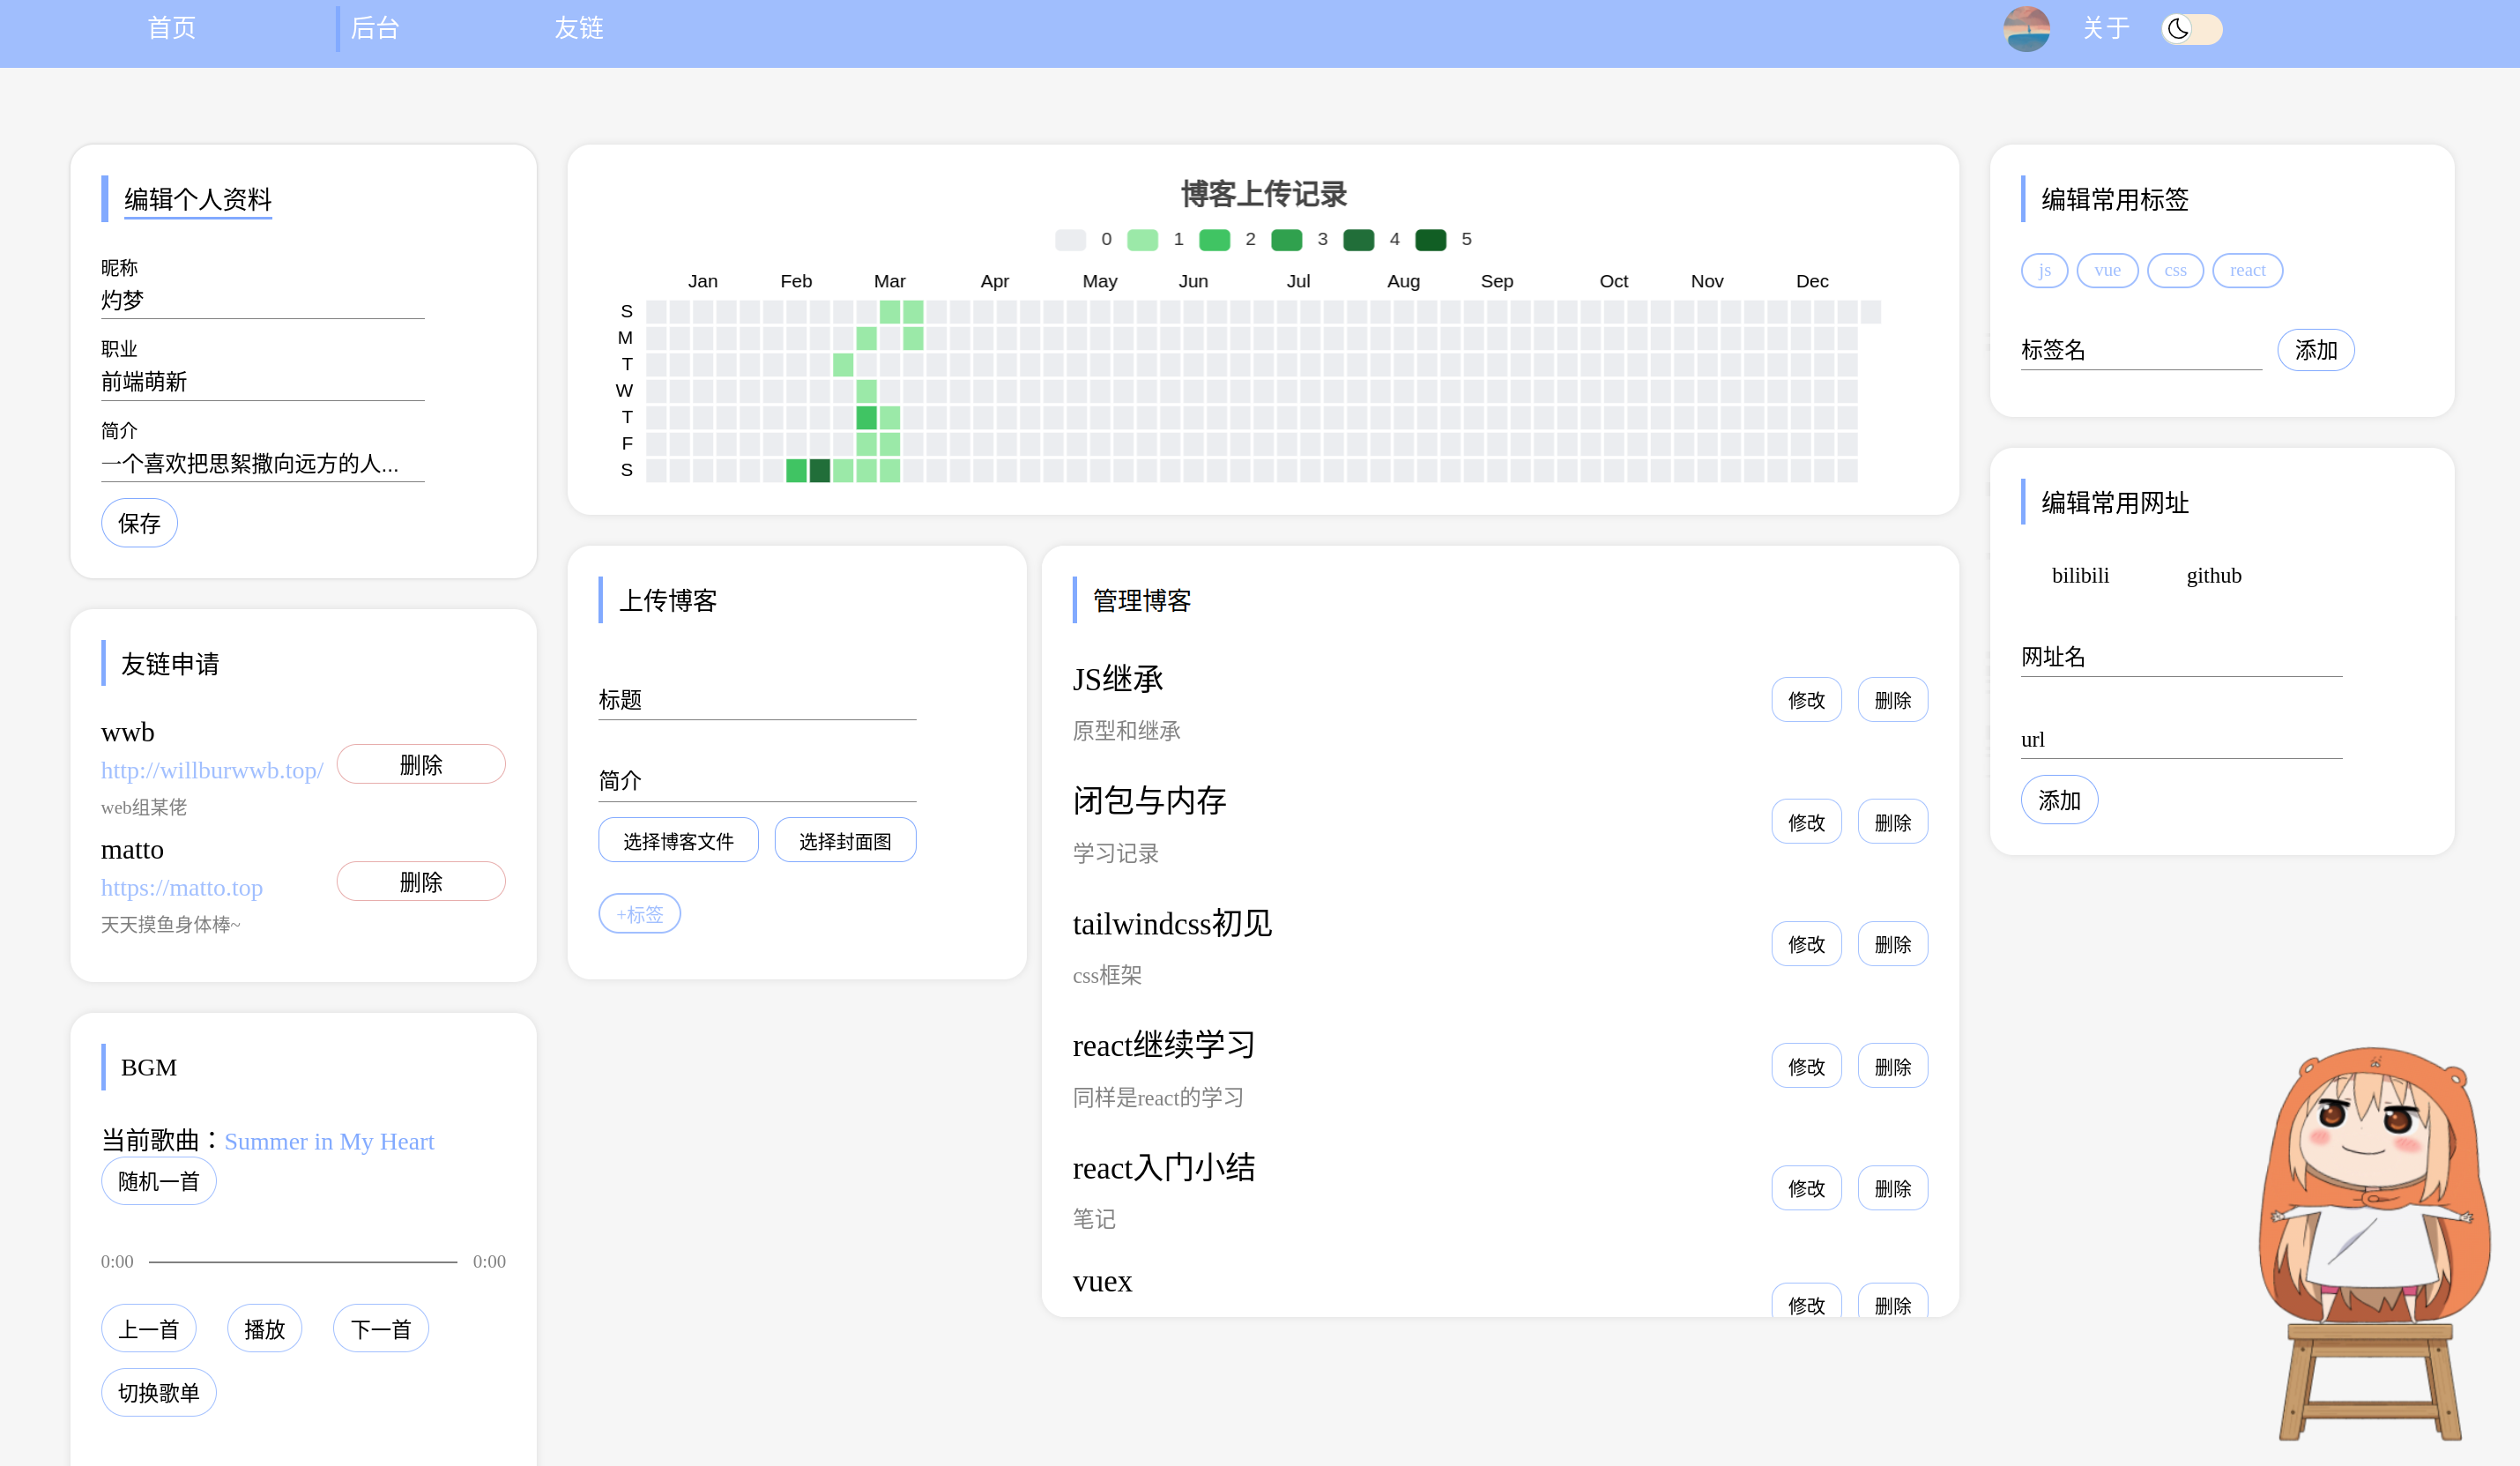 首页 后台 友链 关于
编辑个人资料
昵称
灼梦
职业
前端萌新
简介
一个喜欢把思絮撒向远方的人...
保存
友链申请
wwb
http://willburwwb.top/
web组某佬
删除
matto
https://matto.top
天天摸鱼身体棒~
删除
BGM
当前歌曲：Summer in My Heart
随机一首
0:00 0:00
上一首 播放 下一首
切换歌单
博客上传记录
0 1 2 3 4 5
Jan Feb Mar Apr May Jun Jul Aug Sep Oct Nov Dec
S
M
T
W
T
F
S
上传博客
标题
简介
选择博客文件 选择封面图
+标签
管理博客
JS继承
原型和继承
修改 删除
闭包与内存
学习记录
修改 删除
tailwindcss初见
css框架
修改 删除
react继续学习
同样是react的学习
修改 删除
react入门小结
笔记
修改 删除
vuex
修改 删除
编辑常用标签
js vue css react
标签名 添加
编辑常用网址
bilibili github
网址名
url
添加